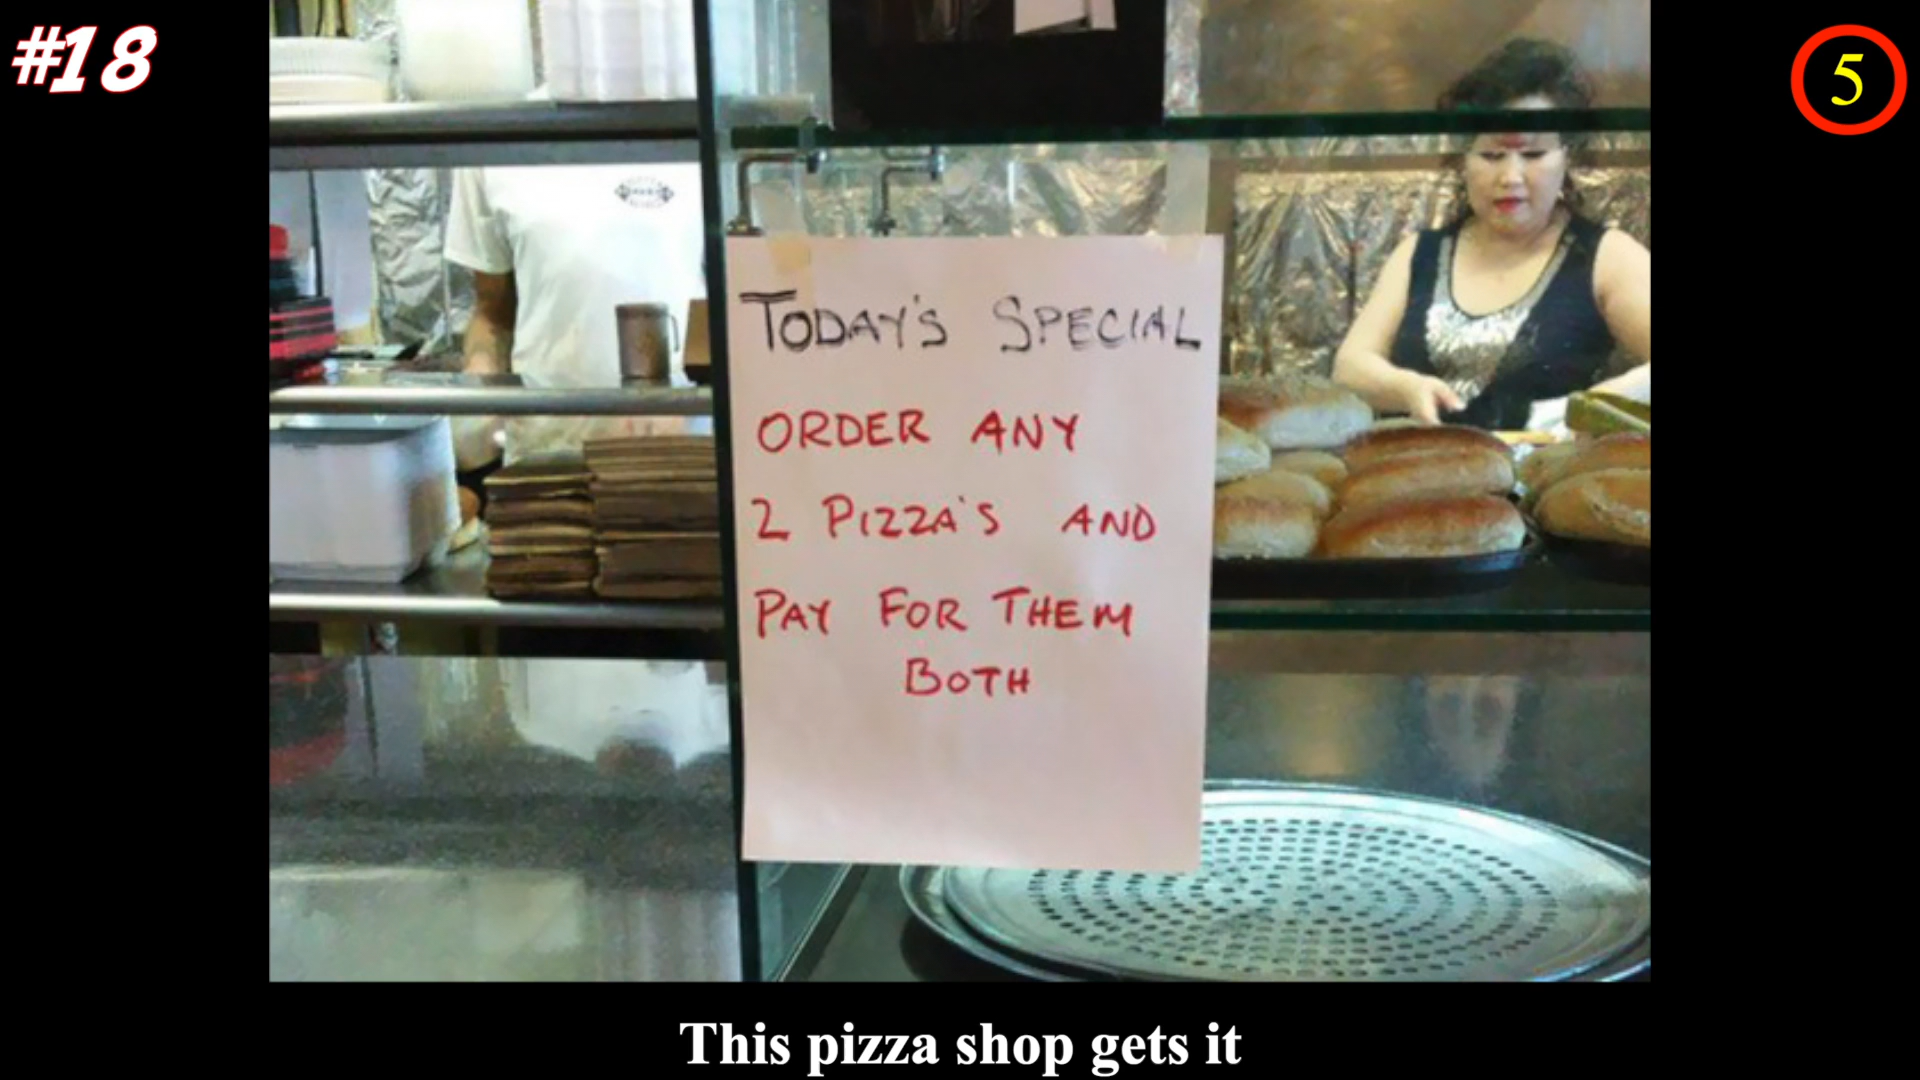 #18
5
TODAY'S SPECIAL
ORDER ANY
2 PIZZA'S AND
PAY FOR THEM
BOTH
This pizza shop gets it